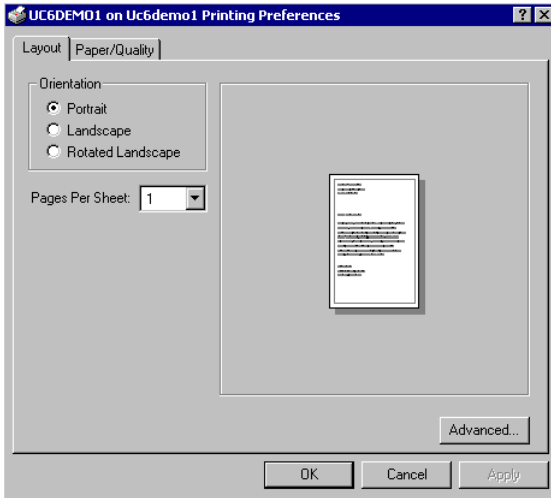 UC6DEMO1 on Uc6demo1 Printing Preferences
Layout Paper/Quality
Orientation
Portrait
Landscape
Rotated Landscape
Pages Per Sheet: 1
Advanced...
OK Cancel Apply